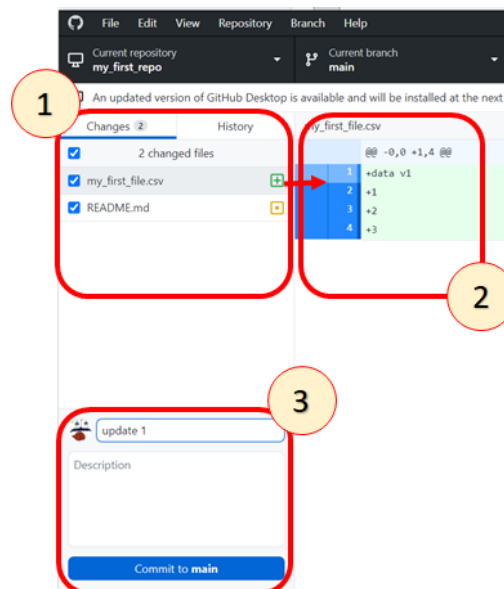 File Edit View Repository Branch Help
Current repository
my_first_repo
Current branch
main
1
An updated version of GitHub Desktop is available and will be installed at the next
Changes 2 History
my_first_file.csv
2 changed files
@@ -0,0 +1,4 @@
my_first_file.csv
1 +data v1
README.md
2 +1
3 +2
4 +3
2
3
update 1
Description
Commit to main